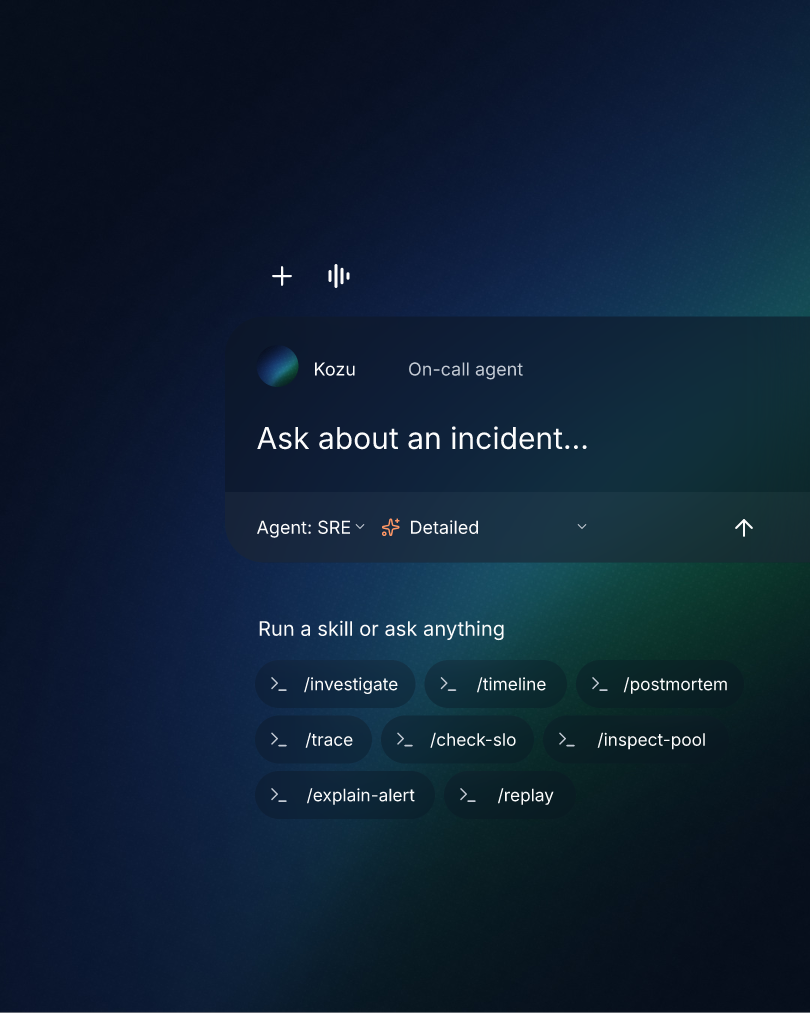 Kozu On-call agent
Ask about an incident...
Agent: SRE Detailed
Run a skill or ask anything
/investigate /timeline /postmortem
/trace /check-slo /inspect-pool
/explain-alert /replay